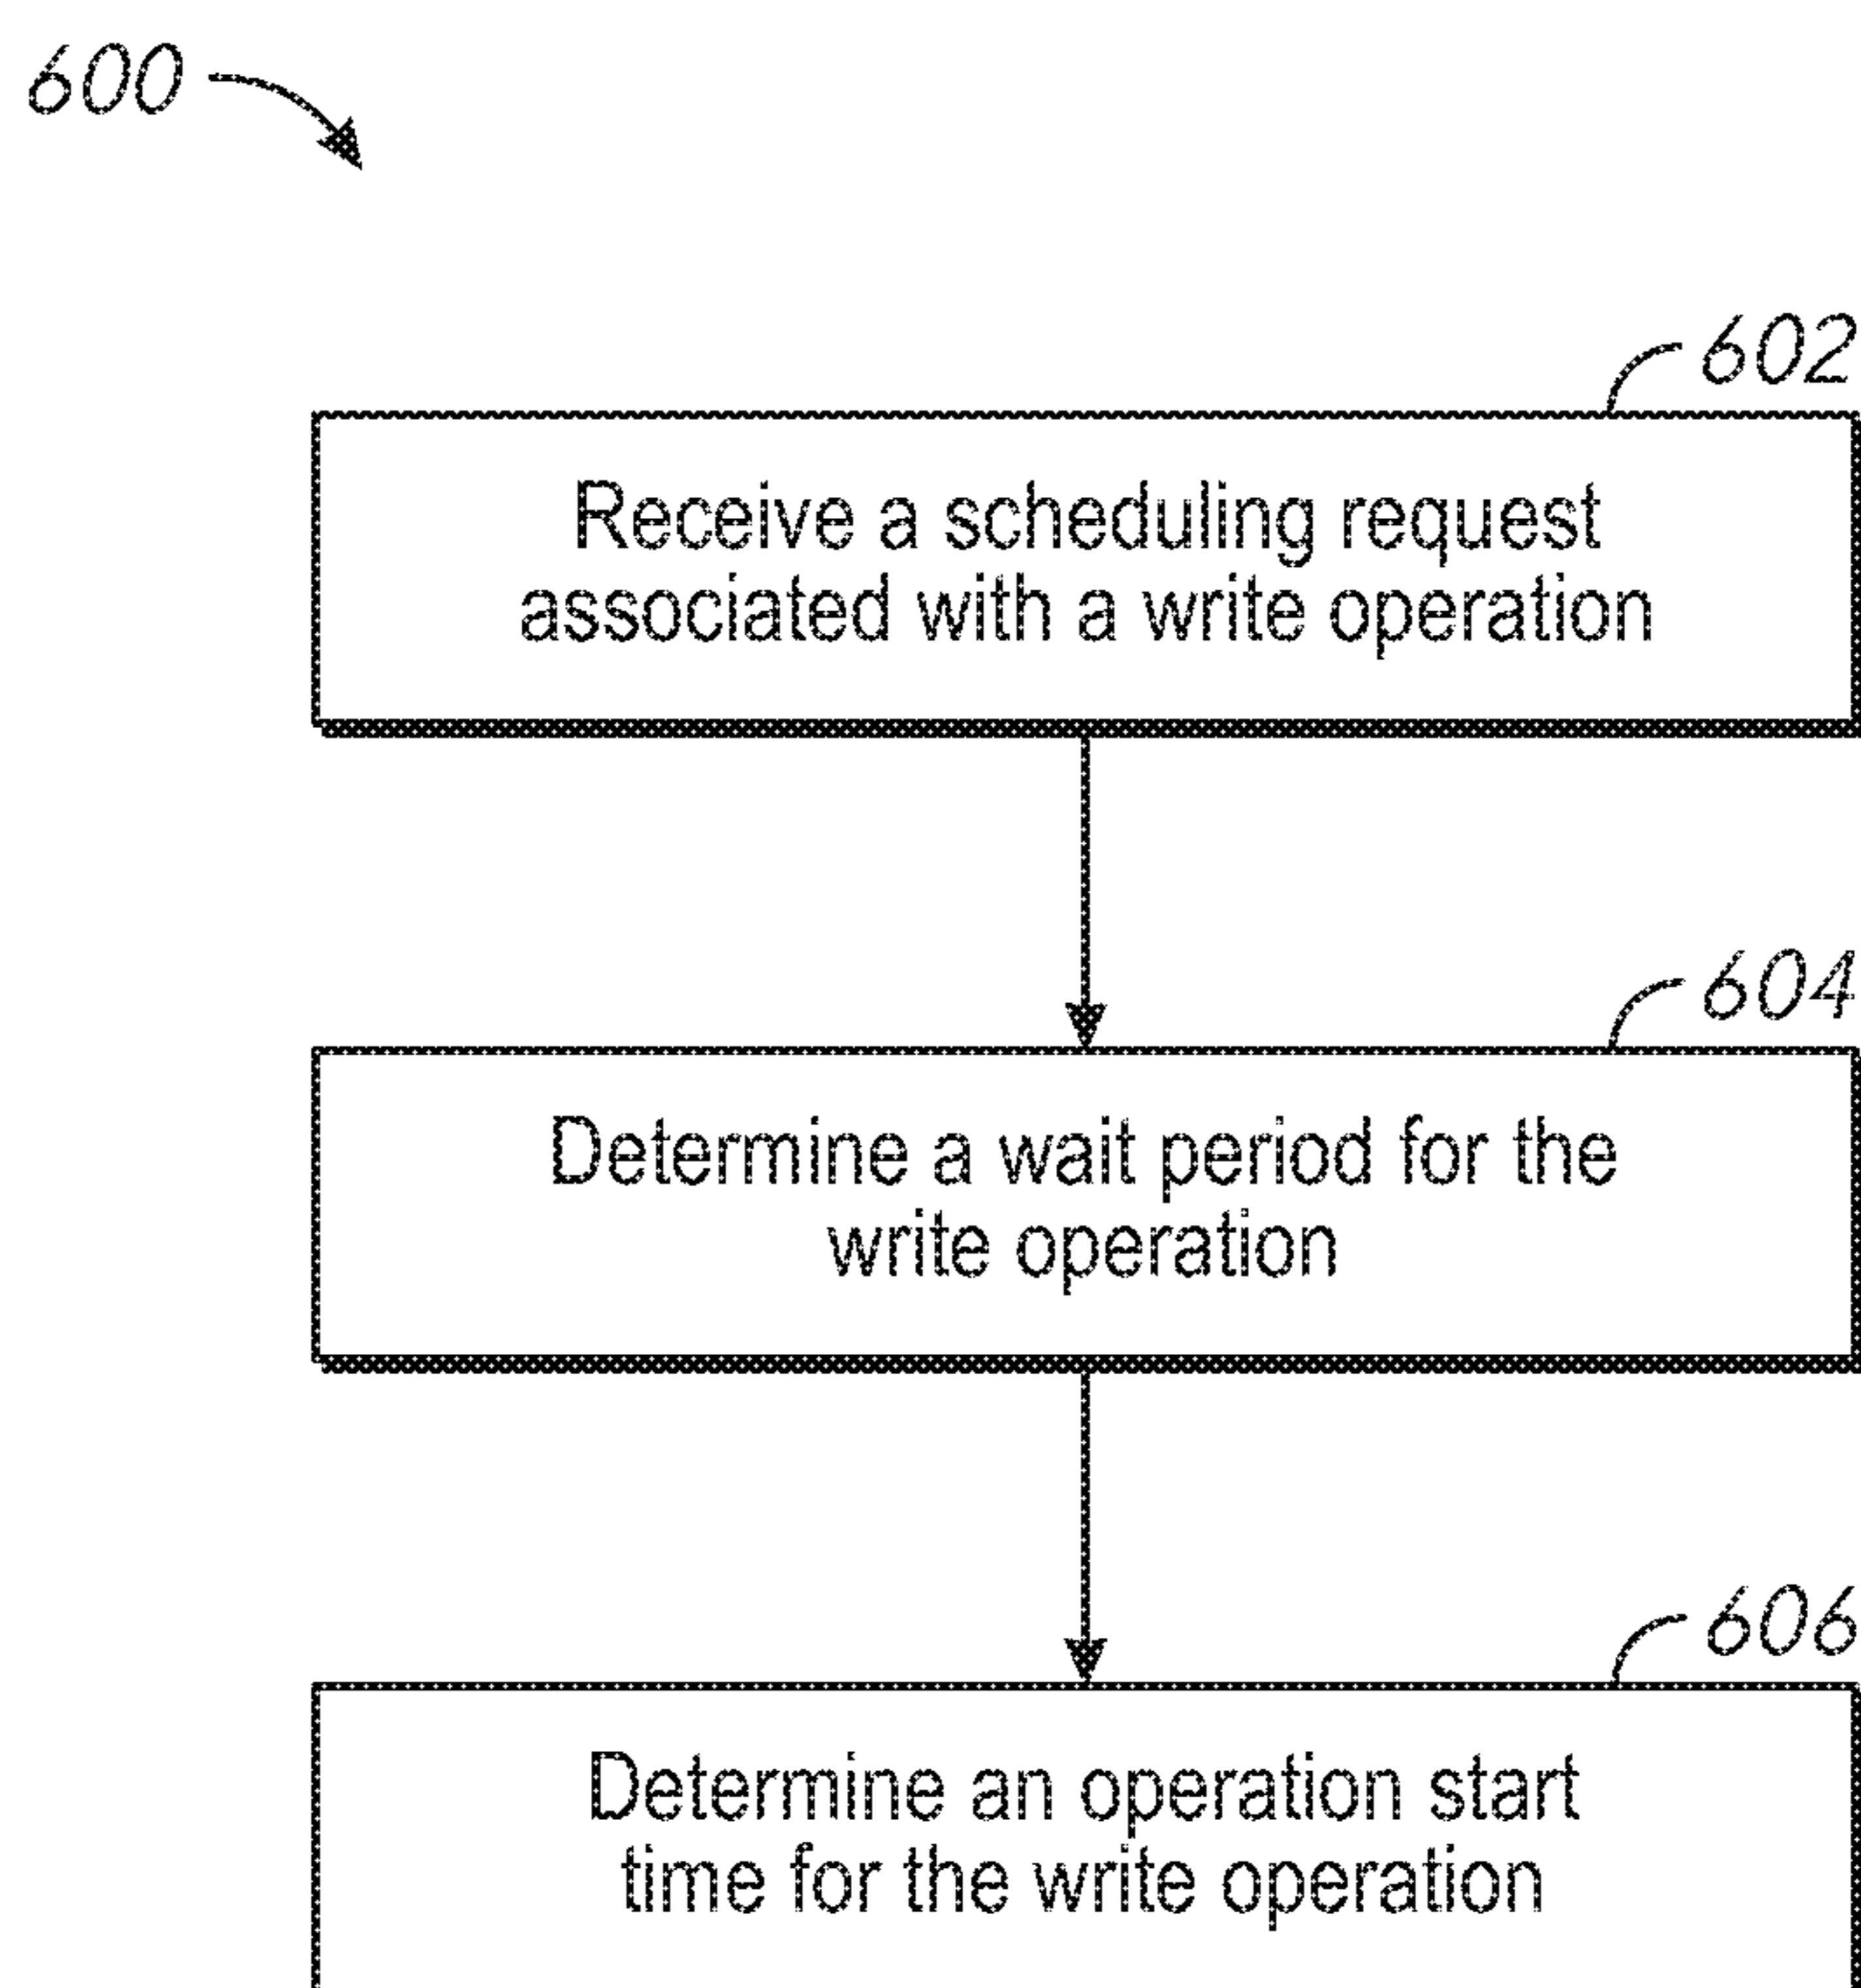 600
602
Receive a scheduling request
associated with a write operation
604
Determine a wait period for the
write operation
606
Determine an operation start
time for the write operation